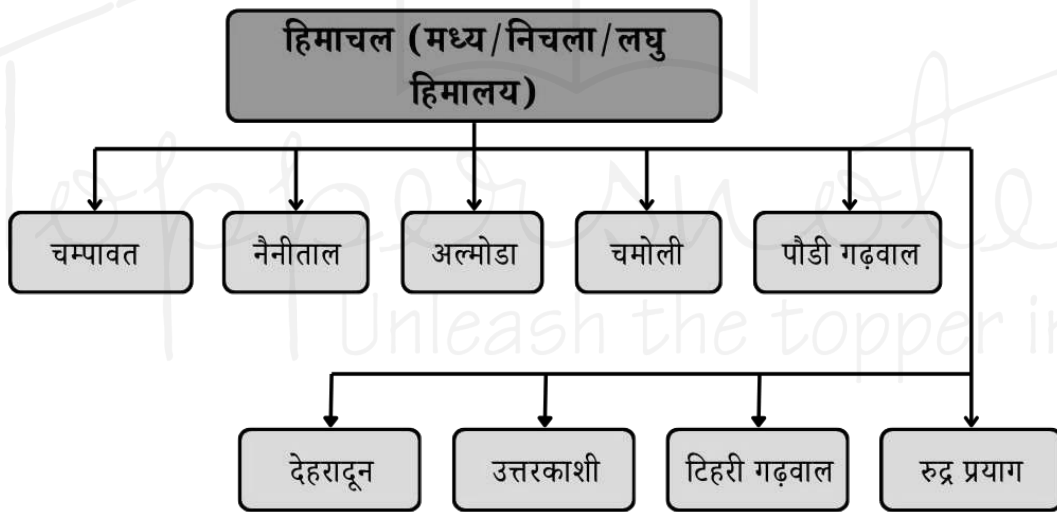 हिमाचल (मध्य/निचला/लघु
हिमालय)
चम्पावत
नैनीताल
अल्मोडा
चमोली
पौडी गढ़वाल
Unleash the topper in
देहरादून
उत्तरकाशी
टिहरी गढ़वाल
रुद्र प्रयाग